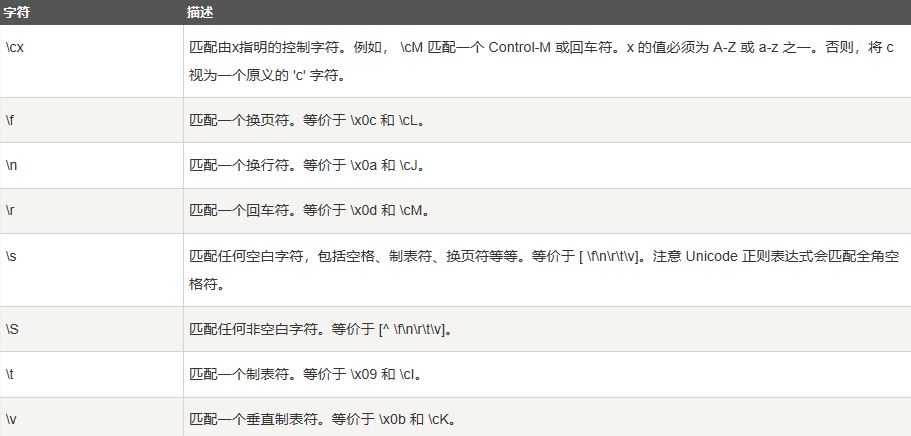 字符 描述
\cx 匹配由x指明的控制字符。例如， \cM 匹配一个 Control-M 或回车符。x 的值必须为 A-Z 或 a-z 之一。否则，将 c
视为一个原义的 'c' 字符。
\f 匹配一个换页符。等价于 \x0c 和 \cL。
\n 匹配一个换行符。等价于 \x0a 和 \cJ。
\r 匹配一个回车符。等价于 \x0d 和 \cM。
\s 匹配任何空白字符，包括空格、制表符、换页符等等。等价于 [ \f\n\r\t\v]。注意 Unicode 正则表达式会匹配全角空
格符。
\S 匹配任何非空白字符。等价于 [^ \f\n\r\t\v]。
\t 匹配一个制表符。等价于 \x09 和 \cI。
\v 匹配一个垂直制表符。等价于 \x0b 和 \cK。